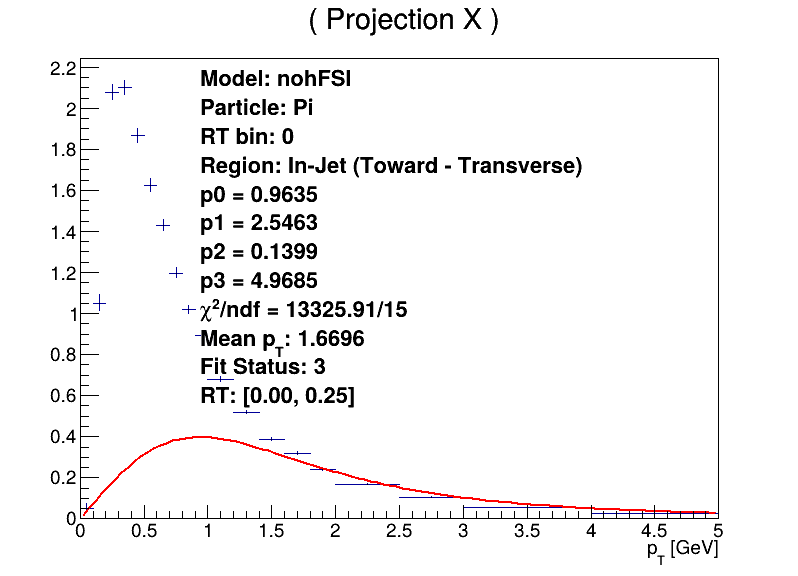 ( Projection X )
2.2
2
1.8
1.6
1.4
1.2
1
0.8
0.6
0.4
0.2
0
Model: nohFSI
Particle: Pi
RT bin: 0
Region: In-Jet (Toward - Transverse)
p0 = 0.9635
p1 = 2.5463
p2 = 0.1399
p3 = 4.9685
χ²/ndf = 13325.91/15
Mean p_T: 1.6696
Fit Status: 3
RT: [0.00, 0.25]
0 0.5 1 1.5 2 2.5 3 3.5 4 4.5 5
p_T [GeV]